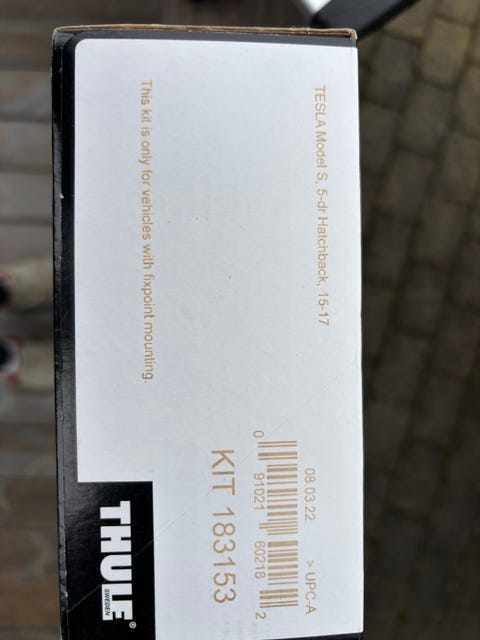 TESLA Model S, 5-dr Hatchback, 15-17
08 03 22 > UPC-A
0 91021 60218 2
KIT 183153
This kit is only for vehicles with fixpoint mounting.
THULE®
SWEDEN